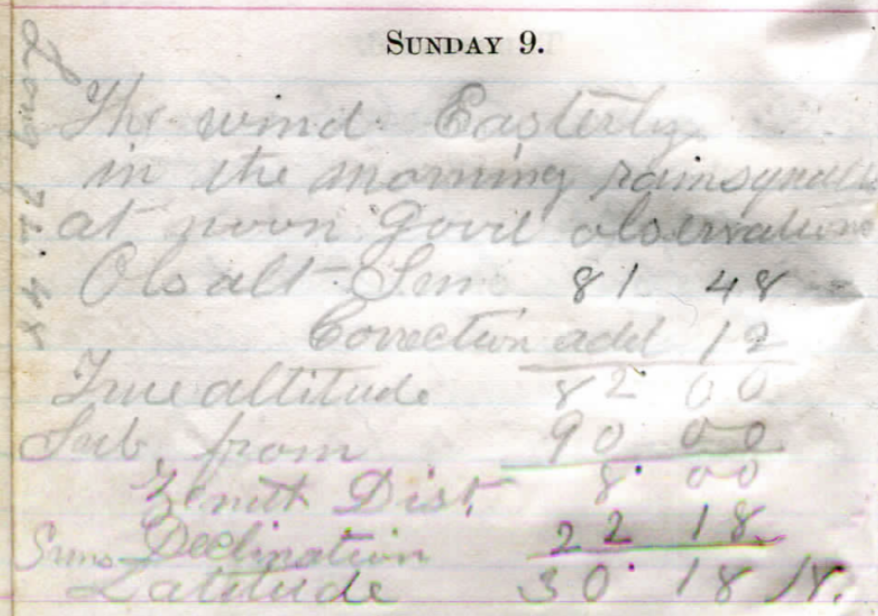 SUNDAY 9.
The wind Easterly
in the morning rainsqualls
at noon Good observations
Obs alt. Sun 81 48
Correction add 12
True altitude 82 00
Sub. from 90 00
Zenith Dist. 8 00
Suns Declination 22 18
Latitude 30 18 N.